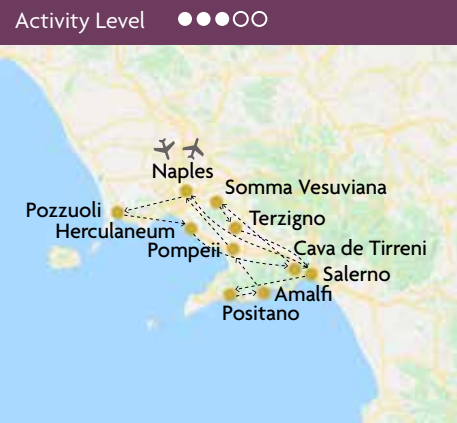 Activity Level
Naples
Somma Vesuviana
Pozzuoli
Terzigno
Herculaneum
Cava de Tirreni
Pompeii
Salerno
Amalfi
Positano